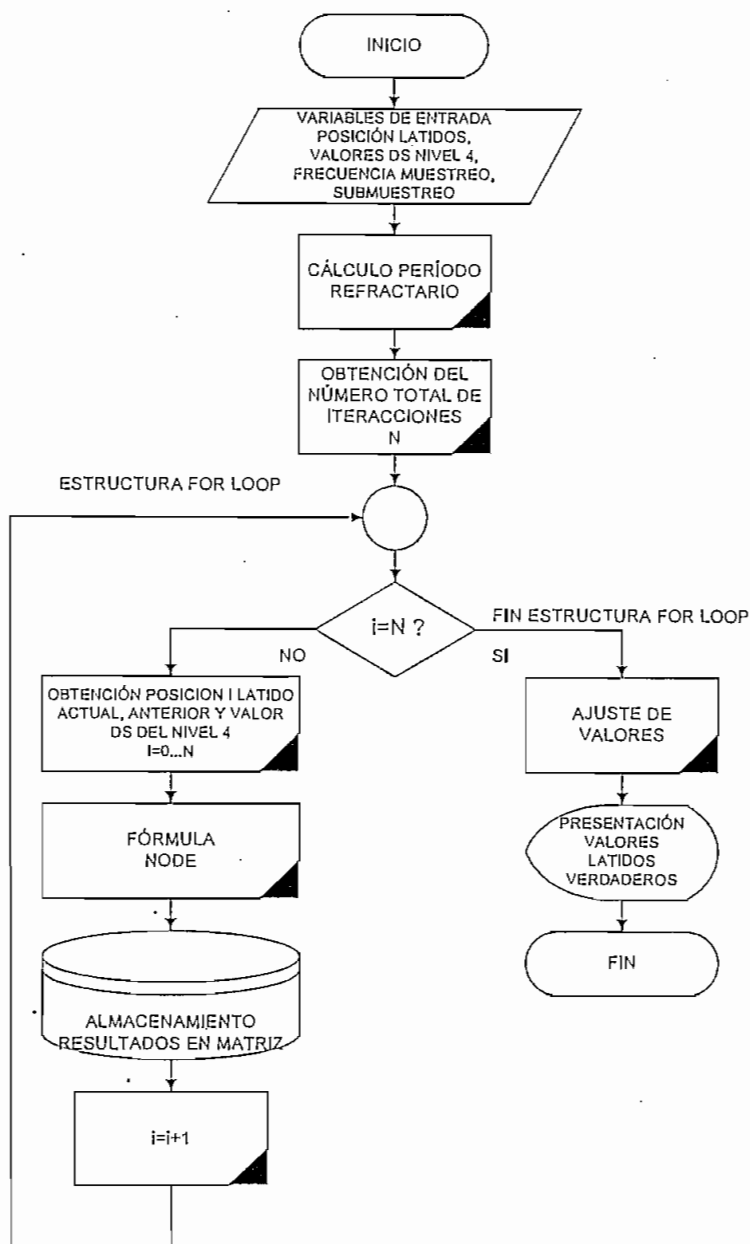 INICIO
VARIABLES DE ENTRADA
POSICIÓN LATIDOS,
VALORES DS NIVEL 4,
FRECUENCIA MUESTREO,
SUBMUESTREO
CÁLCULO PERÍODO
REFRACTARIO
OBTENCIÓN DEL
NÚMERO TOTAL DE
ITERACCIONES
N
ESTRUCTURA FOR LOOP
i=N ?
FIN ESTRUCTURA FOR LOOP
NO
SI
OBTENCIÓN POSICION I LATIDO
ACTUAL, ANTERIOR Y VALOR
DS DEL NIVEL 4
I=0...N
FÓRMULA
NODE
ALMACENAMIENTO
RESULTADOS EN MATRIZ
i=i+1
AJUSTE DE
VALORES
PRESENTACIÓN
VALORES
LATIDOS
VERDADEROS
FIN